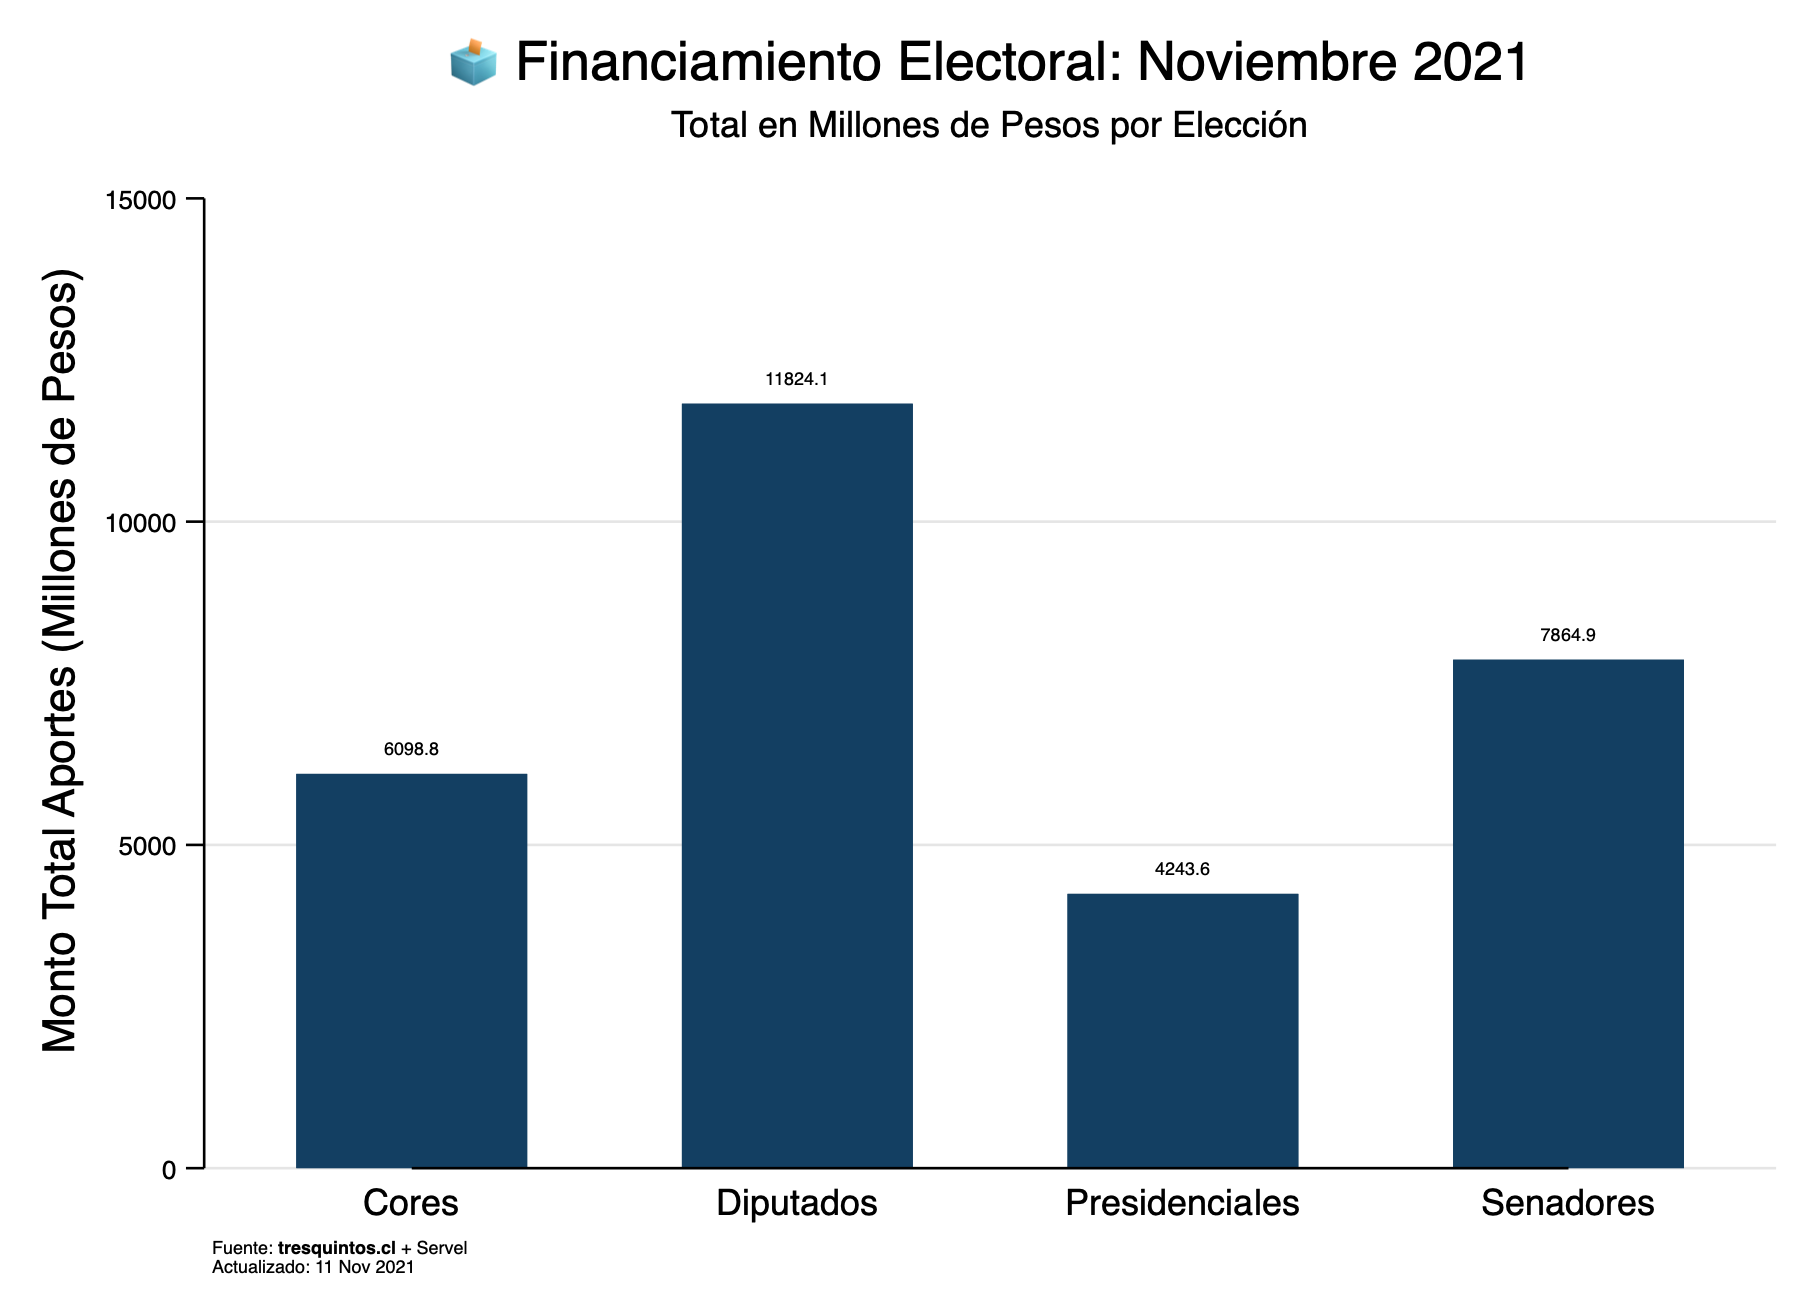 Financiamiento Electoral: Noviembre 2021
Total en Millones de Pesos por Elección
Monto Total Aportes (Millones de Pesos)
15000
10000
5000
0
6098.8
11824.1
4243.6
7864.9
Cores
Diputados
Presidenciales
Senadores
Fuente: tresquintos.cl + Servel
Actualizado: 11 Nov 2021